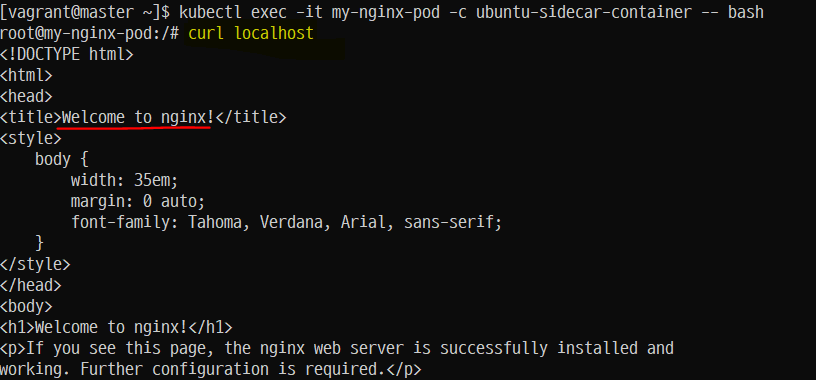 [vagrant@master ~]$ kubectl exec -it my-nginx-pod -c ubuntu-sidecar-container -- bash
root@my-nginx-pod:/# curl localhost
<!DOCTYPE html>
<html>
<head>
<title>Welcome to nginx!</title>
<style>
    body {
        width: 35em;
        margin: 0 auto;
        font-family: Tahoma, Verdana, Arial, sans-serif;
    }
</style>
</head>
<body>
<h1>Welcome to nginx!</h1>
<p>If you see this page, the nginx web server is successfully installed and
working. Further configuration is required.</p>